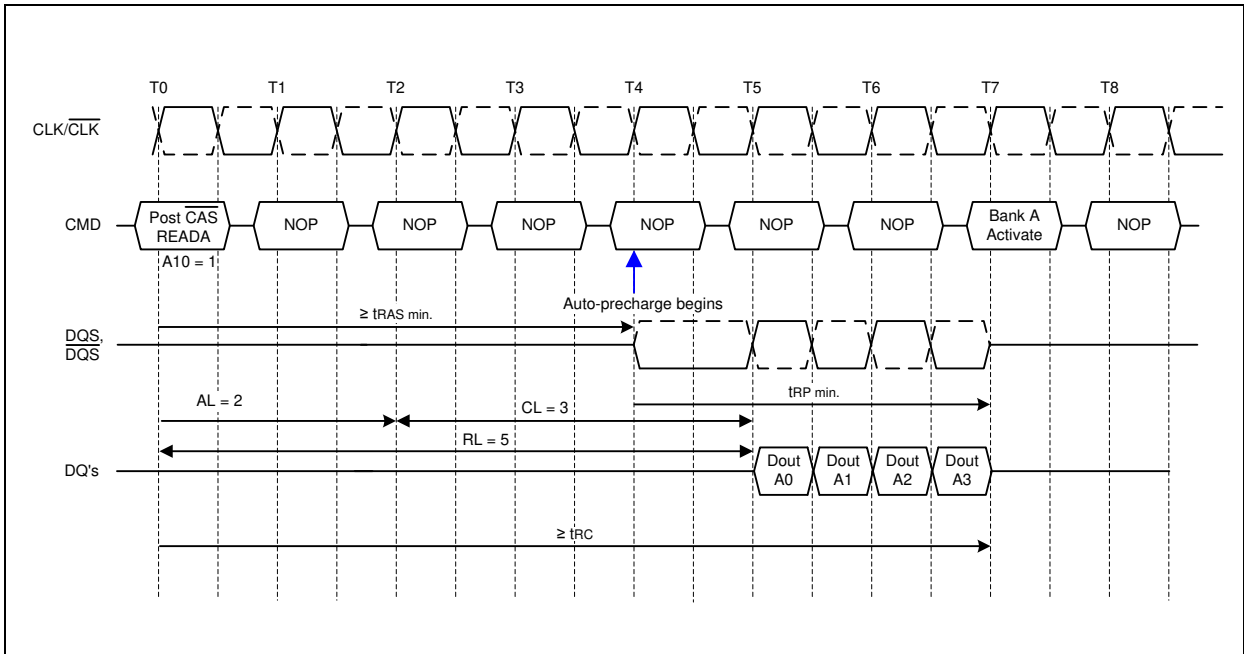 T0 T1 T2 T3 T4 T5 T6 T7 T8
CLK/CLK
CMD
Post CAS
READA
NOP NOP NOP NOP NOP NOP
Bank A
Activate
NOP
A10 = 1
Auto-precharge begins
≥ tRAS min.
DQS,
DQS
tRP min.
AL = 2
CL = 3
RL = 5
DQ's
Dout
A0
Dout
A1
Dout
A2
Dout
A3
≥ tRC